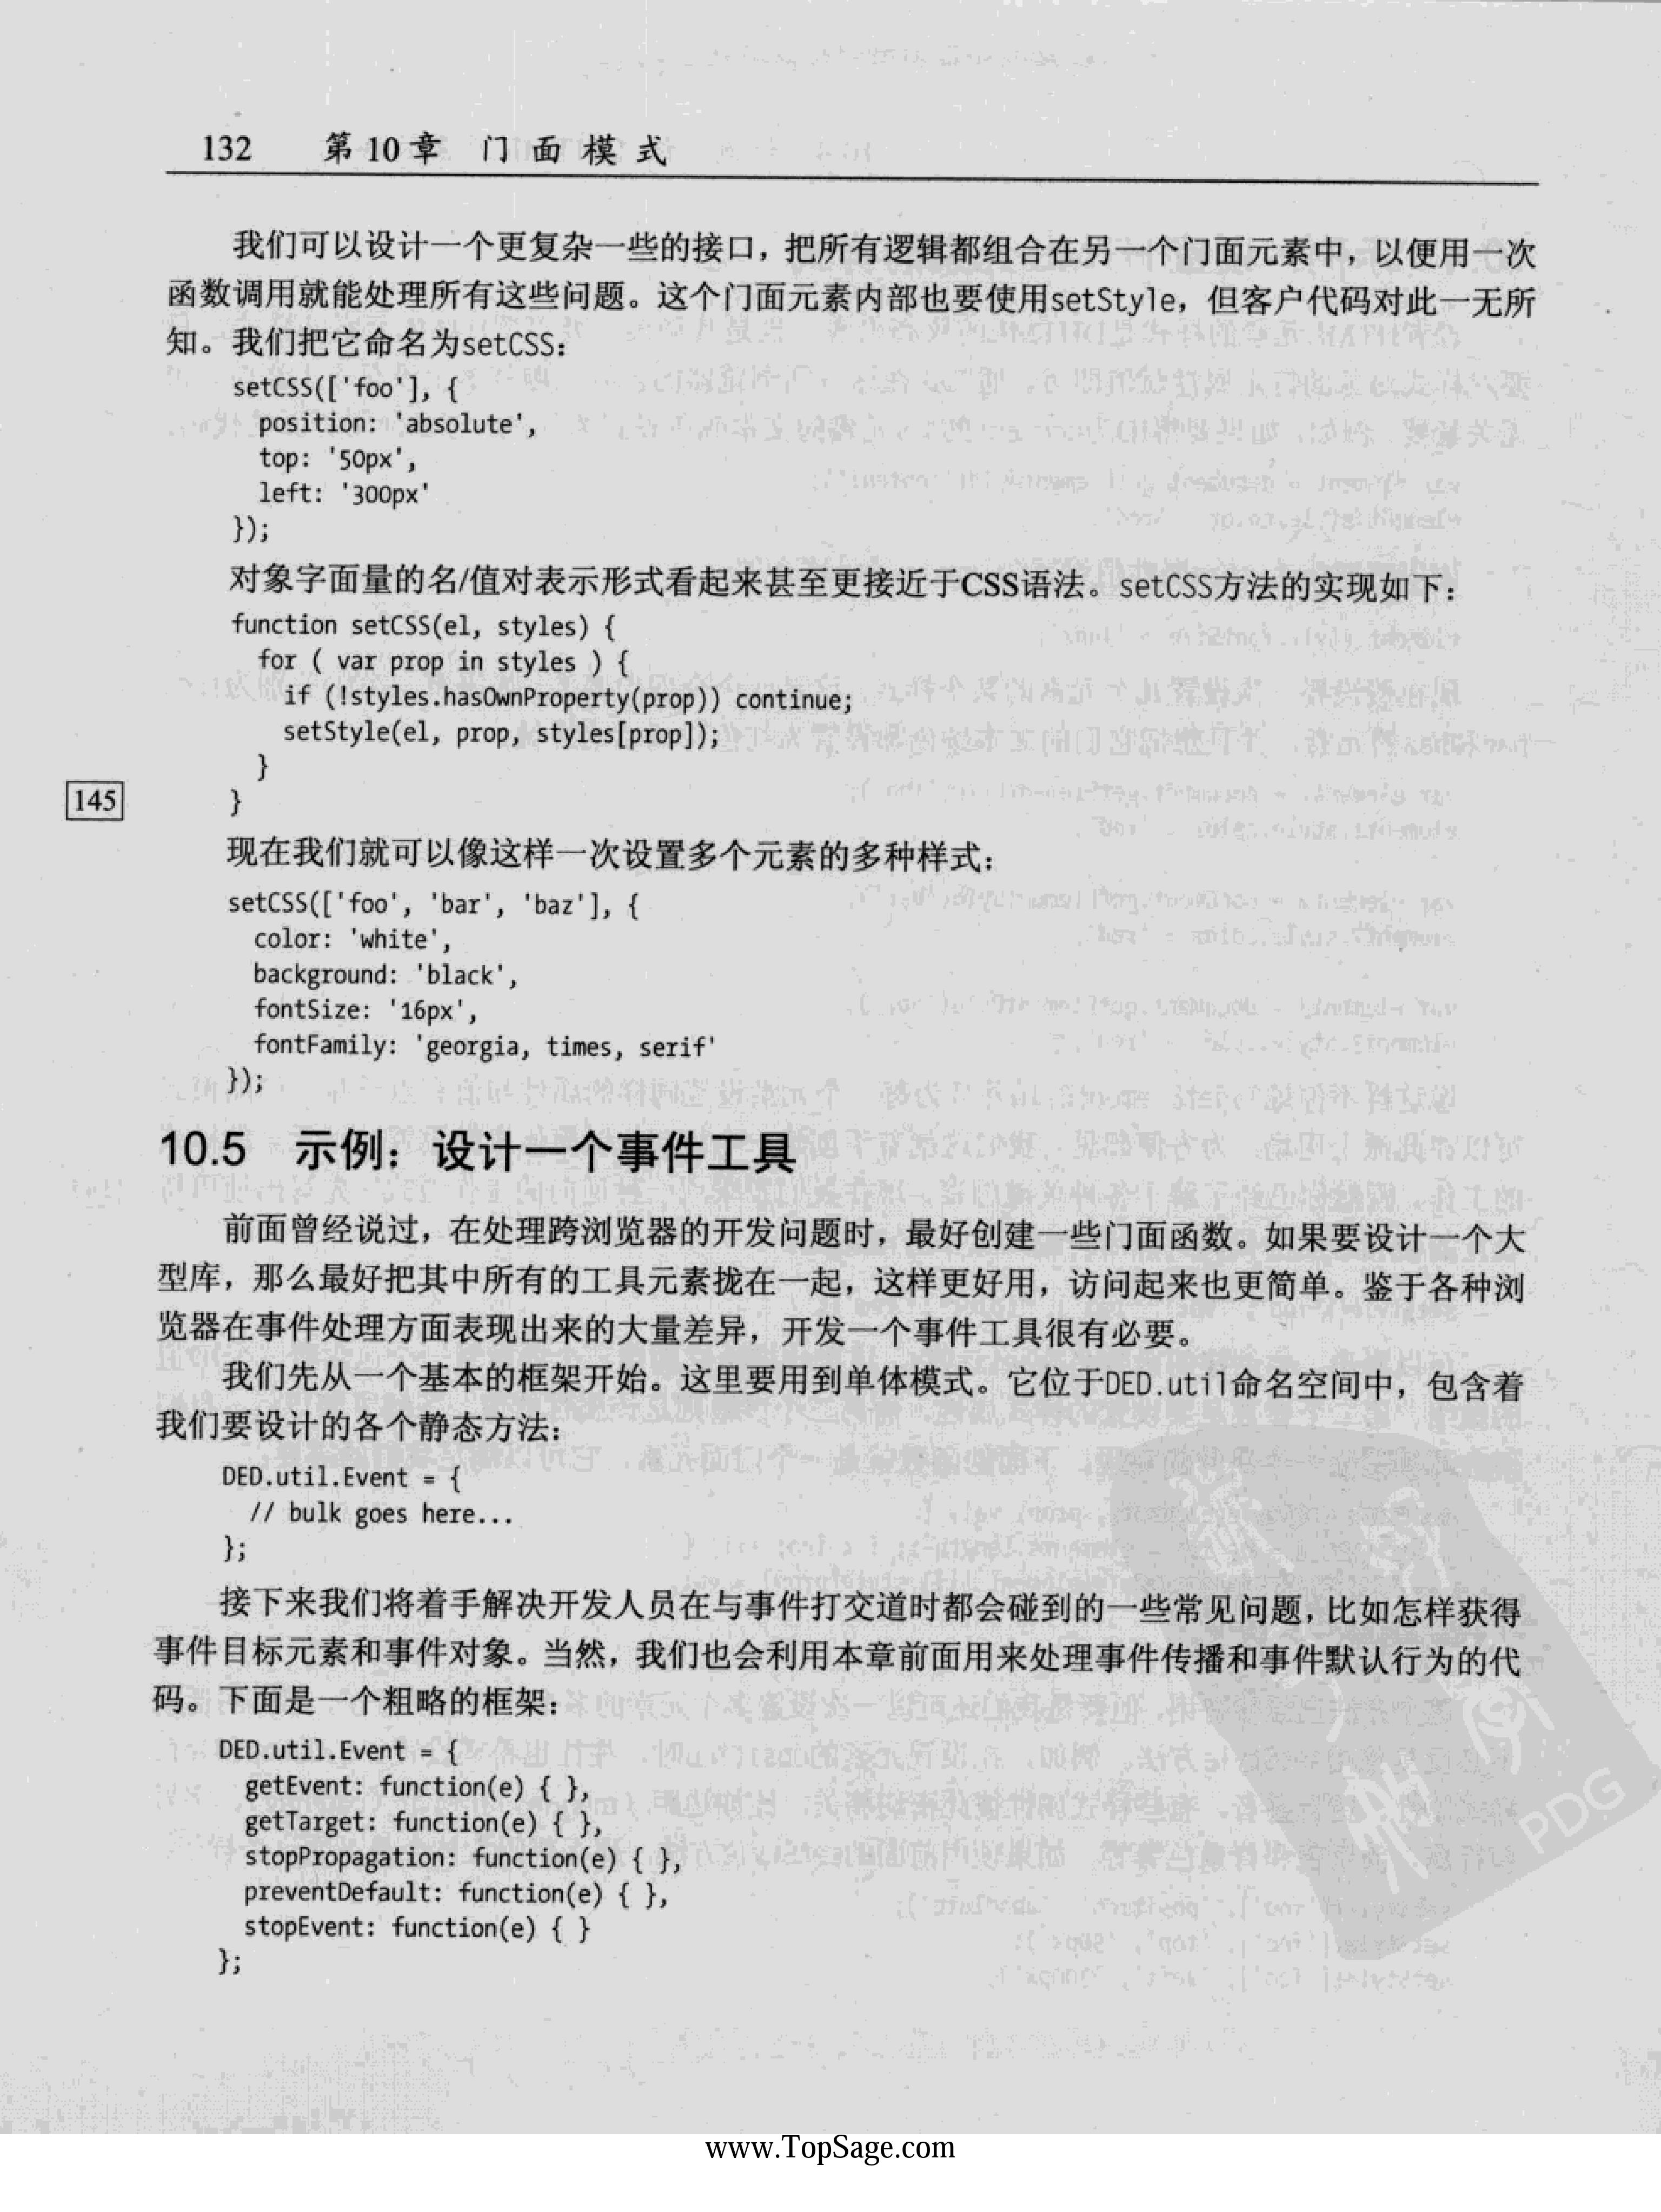 132 第10章 门面模式
我们可以设计一个更复杂一些的接口，把所有逻辑都组合在另一个门面元素中，以便用一次
函数调用就能处理所有这些问题。这个门面元素内部也要使用setStyle，但客户代码对此一无所
知。我们把它命名为setCSS：
setCSS(['foo'], {
  position: 'absolute',
  top: '50px',
  left: '300px'
});
对象字面量的名/值对表示形式看起来甚至更接近于CSS语法。setCSS方法的实现如下：
function setCSS(el, styles) {
  for ( var prop in styles ) {
    if (!styles.hasOwnProperty(prop)) continue;
    setStyle(el, prop, styles[prop]);
  }
145
}
现在我们就可以像这样一次设置多个元素的多种样式：
setCSS(['foo', 'bar', 'baz'], {
  color: 'white',
  background: 'black',
  fontSize: '16px',
  fontFamily: 'georgia, times, serif'
});
10.5 示例：设计一个事件工具
前面曾经说过，在处理跨浏览器的开发问题时，最好创建一些门面函数。如果要设计一个大
型库，那么最好把其中所有的工具元素拢在一起，这样更好用，访问起来也更简单。鉴于各种浏
览器在事件处理方面表现出来的大量差异，开发一个事件工具很有必要。
我们先从一个基本的框架开始。这里要用到单体模式。它位于DED.util命名空间中，包含着
我们要设计的各个静态方法：
DED.util.Event = {
  // bulk goes here...
};
接下来我们将着手解决开发人员在与事件打交道时都会碰到的一些常见问题，比如怎样获得
事件目标元素和事件对象。当然，我们也会利用本章前面用来处理事件传播和事件默认行为的代
码。下面是一个粗略的框架：
DED.util.Event = {
  getEvent: function(e) { },
  getTarget: function(e) { },
  stopPropagation: function(e) { },
  preventDefault: function(e) { },
  stopEvent: function(e) { }
};
PDG
www.TopSage.com